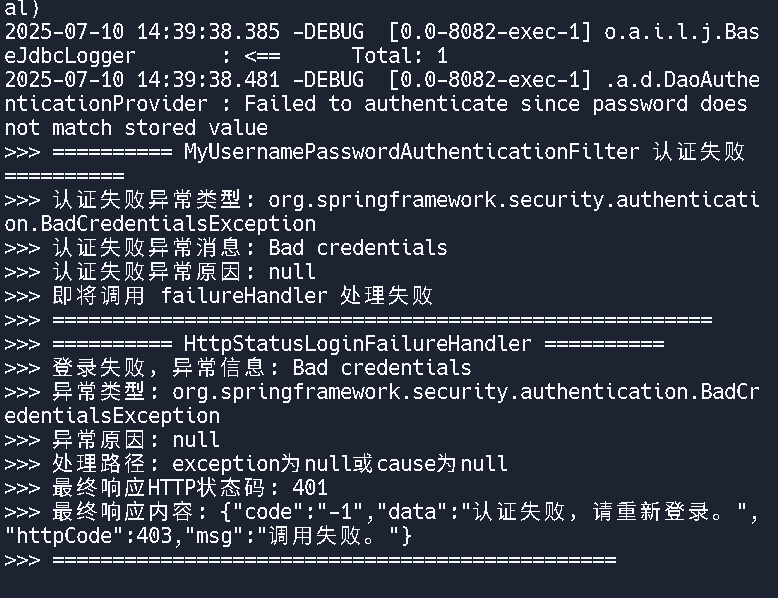 al)
2025-07-10 14:39:38.385 -DEBUG  [0.0-8082-exec-1] o.a.i.l.j.Bas
eJdbcLogger       : <==      Total: 1
2025-07-10 14:39:38.481 -DEBUG  [0.0-8082-exec-1] .a.d.DaoAuthe
nticationProvider : Failed to authenticate since password does
not match stored value
>>> ========== MyUsernamePasswordAuthenticationFilter 认证失败
==========
>>> 认证失败异常类型: org.springframework.security.authenticati
on.BadCredentialsException
>>> 认证失败异常消息: Bad credentials
>>> 认证失败异常原因: null
>>> 即将调用 failureHandler 处理失败
>>> =======================================================
>>> ========== HttpStatusLoginFailureHandler ==========
>>> 登录失败，异常信息: Bad credentials
>>> 异常类型: org.springframework.security.authentication.BadCr
edentialsException
>>> 异常原因: null
>>> 处理路径: exception为null或cause为null
>>> 最终响应HTTP状态码: 401
>>> 最终响应内容: {"code":"-1","data":"认证失败，请重新登录。",
"httpCode":403,"msg":"调用失败。"}
>>> ===============================================